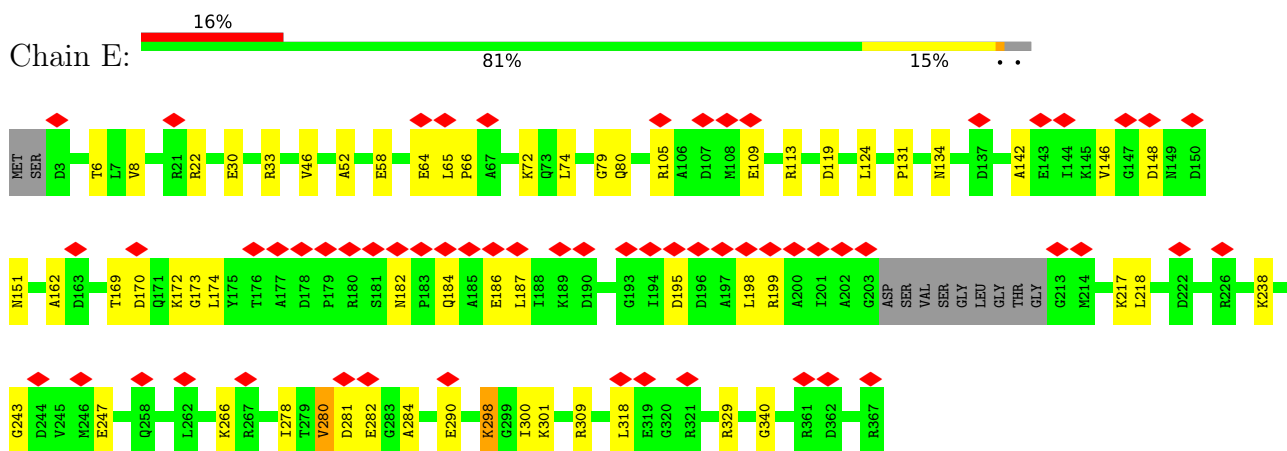 16%
Chain E:
81% 15% • •
MET SER D3 T6 L7 V8 R21 R22 E30 R33 V46 A52 E58 E64 L65 P66 A67 K72 Q73 L74 G79 Q80 R105 A106 D107 M108 E109 R113 D119 L124 P131 N134 D137 A142 E143 I144 K145 V146 G147 D148 N149 D150
N151 A162 D163 T169 D170 Q171 K172 G173 L174 Y175 T176 A177 D178 P179 R180 S181 N182 P183 Q184 A185 E186 L187 I188 K189 D190 G193 I194 D195 D196 A197 L198 R199 A200 I201 A202 G203 ASP SER VAL SER GLY LEU GLY THR GLY G213 M214 K217 L218 D222 R226 K238
G243 D244 V245 M246 E247 Q258 L262 K266 R267 I278 T279 V280 D281 E282 G283 A284 E290 K298 G299 I300 K301 R309 L318 E319 G320 R321 R329 G340 R361 D362 R367